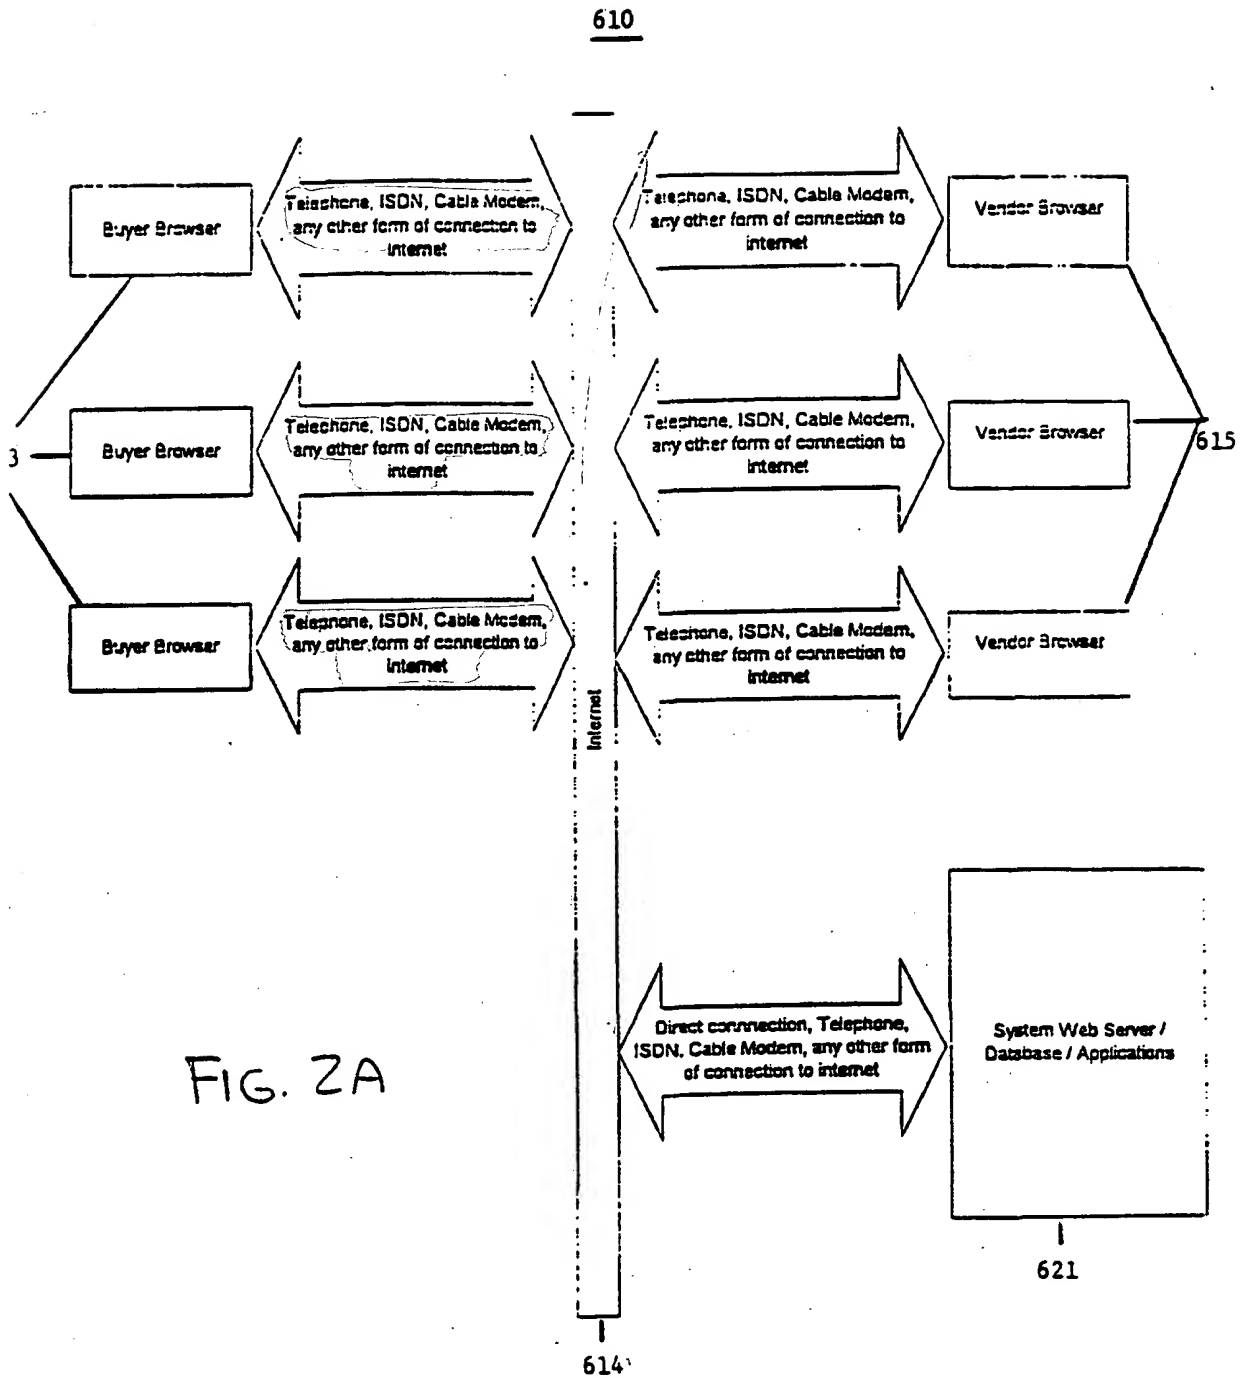 610
Buyer Browser
Telephone, ISDN, Cable Modem,
any other form of connection to
internet
Telephone, ISDN, Cable Modem,
any other form of connection to
internet
Vendor Browser
3
Buyer Browser
Telephone, ISDN, Cable Modem,
any other form of connection to
internet
Telephone, ISDN, Cable Modem,
any other form of connection to
internet
Vendor Browser
615
Buyer Browser
Telephone, ISDN, Cable Modem,
any other form of connection to
internet
Telephone, ISDN, Cable Modem,
any other form of connection to
internet
Vendor Browser
Internet
Direct connnection, Telephone,
ISDN, Cable Modem, any other form
of connection to internet
System Web Server /
Database / Applications
FIG. 2A
621
614